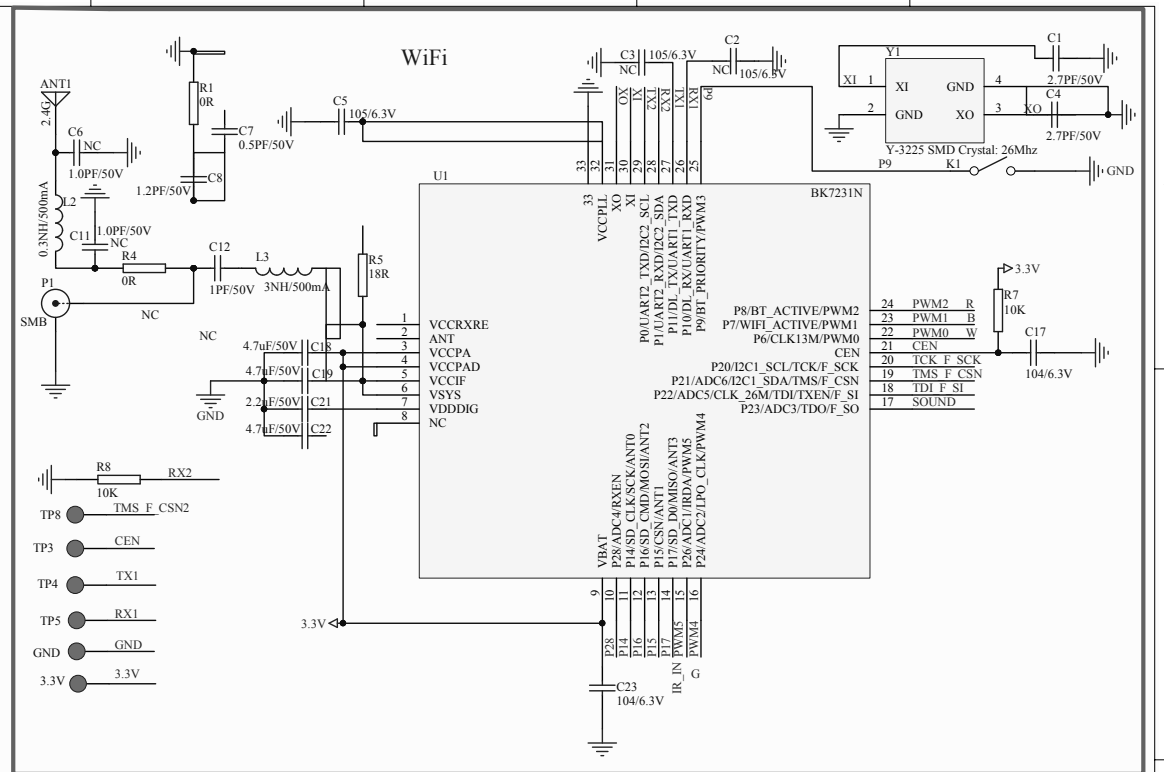 WiFi
ANT1
2.4G
C6
NC
1.0PF/50V
L2
0.3NH/500mA
1.0PF/50V
C11
NC
R4
0R
P1
SMB
NC
NC
R1
0R
C7
0.5PF/50V
C8
1.2PF/50V
C12
1PF/50V
L3
3NH/500mA
R5
18R
C5
105/6.3V
C3
105/6.3V
NC
C2
NC
105/6.3V
XO
XI
TX2
RX2
TX1
RX1
P9
33
32
31
30
29
28
27
26
25
Y1
XI
1
XI
GND
4
2
GND
XO
3
XO
C1
2.7PF/50V
C4
2.7PF/50V
Y-3225 SMD Crystal: 26Mhz
P9
K1
GND
U1
BK7231N
33
VCCPLL
XO
XI
P0/UART2_TXD/I2C2_SCL
P1/UART2_RXD/I2C2_SDA
P11/DL_TX/UART1_TXD
P10/DL_RX/UART1_RXD
P9/BT_PRIORITY/PWM3
1
VCCRXRE
2
ANT
3
VCCPA
4
VCCPAD
5
VCCIF
6
VSYS
7
VDDDIG
8
NC
4.7uF/50V
C18
4.7uF/50V
C19
2.2uF/50V
C21
4.7uF/50V
C22
GND
P8/BT_ACTIVE/PWM2
24
PWM2
R
P7/WIFI_ACTIVE/PWM1
23
PWM1
B
P6/CLK13M/PWM0
22
PWM0
W
CEN
21
CEN
P20/I2C1_SCL/TCK/F_SCK
20
TCK F SCK
P21/ADC6/I2C1_SDA/TMS/F_CSN
19
TMS F CSN
P22/ADC5/CLK_26M/TDI/TXEN/F_SI
18
TDI F SI
P23/ADC3/TDO/F_SO
17
SOUND
3.3V
R7
10K
C17
104/6.3V
VBAT
P28/ADC4/RXEN
P14/SD_CLK/SCK/ANT0
P16/SD_CMD/MOSI/ANT2
P15/CSN/ANT1
P17/SD_D0/MISO/ANT3
P26/ADC1/IRDA/PWM5
P24/ADC2/LPO_CLK/PWM4
9
10
11
12
13
14
15
16
P28
P14
P16
P15
P17
PWM5
PWM4
IR_IN
G
3.3V
C23
104/6.3V
R8
RX2
10K
TP8
TMS F CSN2
TP3
CEN
TP4
TX1
TP5
RX1
GND
GND
3.3V
3.3V